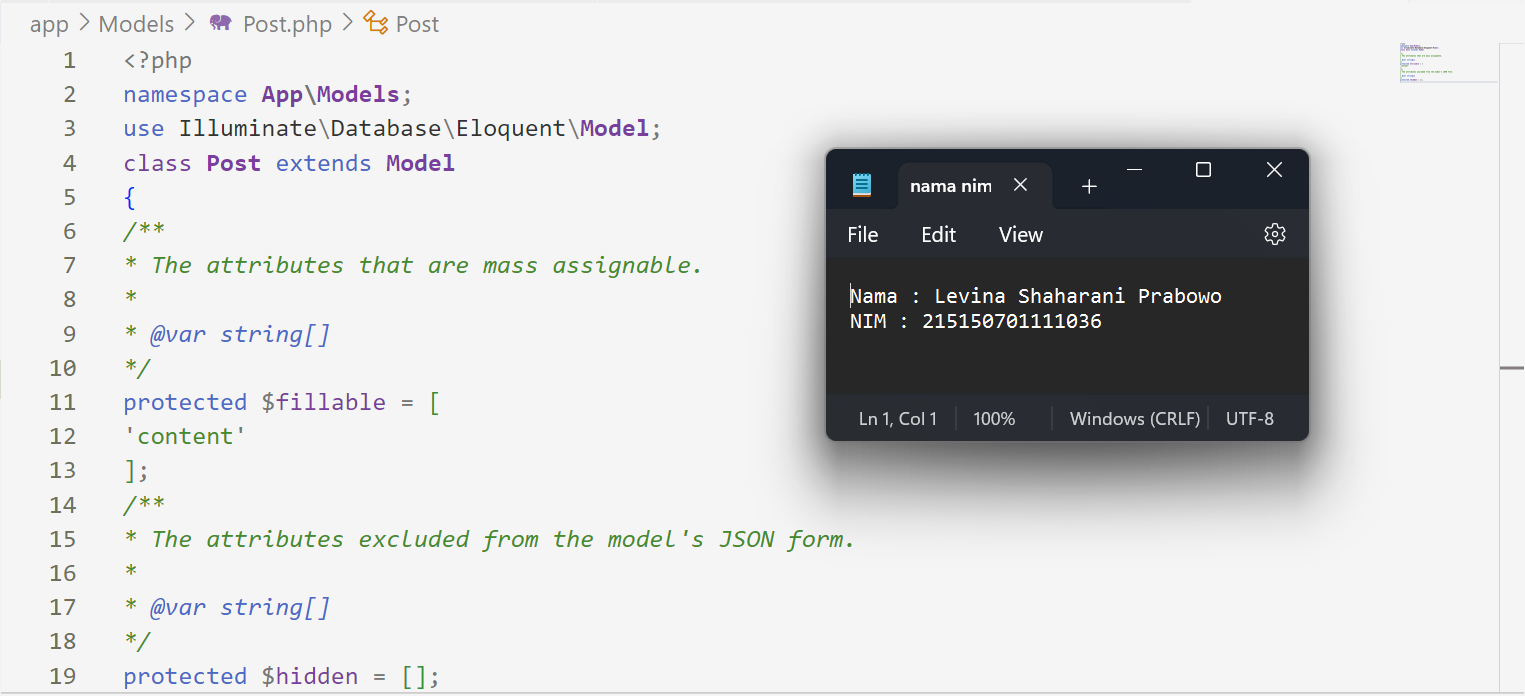 app > Models > Post.php > Post
1 <?php
2 namespace App\Models;
3 use Illuminate\Database\Eloquent\Model;
4 class Post extends Model
5 {
6 /**
7 * The attributes that are mass assignable.
8 *
9 * @var string[]
10 */
11 protected $fillable = [
12 'content'
13 ];
14 /**
15 * The attributes excluded from the model's JSON form.
16 *
17 * @var string[]
18 */
19 protected $hidden = [];
nama nim
File Edit View
Nama : Levina Shaharani Prabowo
NIM : 215150701111036
Ln 1, Col 1 100% Windows (CRLF) UTF-8